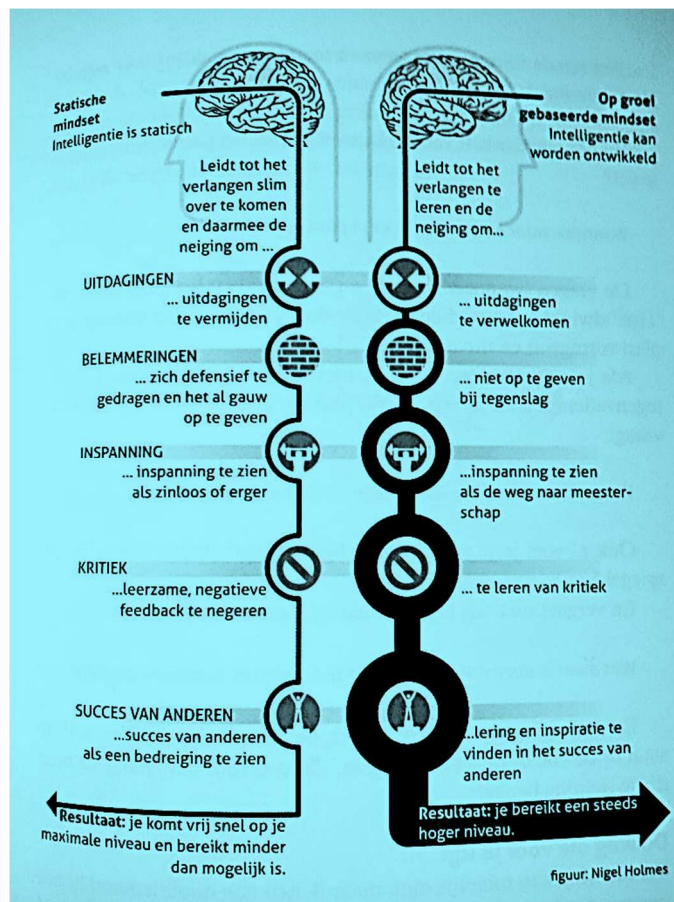 Statische
mindset
Intelligentie is statisch
Leidt tot het
verlangen slim
over te komen
en daarmee de
neiging om ...
Op groei
gebaseerde mindset
Intelligentie kan
worden ontwikkeld
Leidt tot het
verlangen te
leren en de
neiging om...
UITDAGINGEN
... uitdagingen
te vermijden
... uitdagingen
te verwelkomen
BELEMMERINGEN
... zich defensief te
gedragen en het al gauw
op te geven
... niet op te geven
bij tegenslag
INSPANNING
... inspanning te zien
als zinloos of erger
...inspanning te zien
als de weg naar meester-
schap
KRITIEK
...leerzame, negatieve
feedback te negeren
... te leren van kritiek
SUCCES VAN ANDEREN
...succes van anderen
als een bedreiging te zien
...lering en inspiratie te
vinden in het succes van
anderen
Resultaat: je komt vrij snel op je
maximale niveau en bereikt minder
dan mogelijk is.
Resultaat: je bereikt een steeds
hoger niveau.
figuur: Nigel Holmes